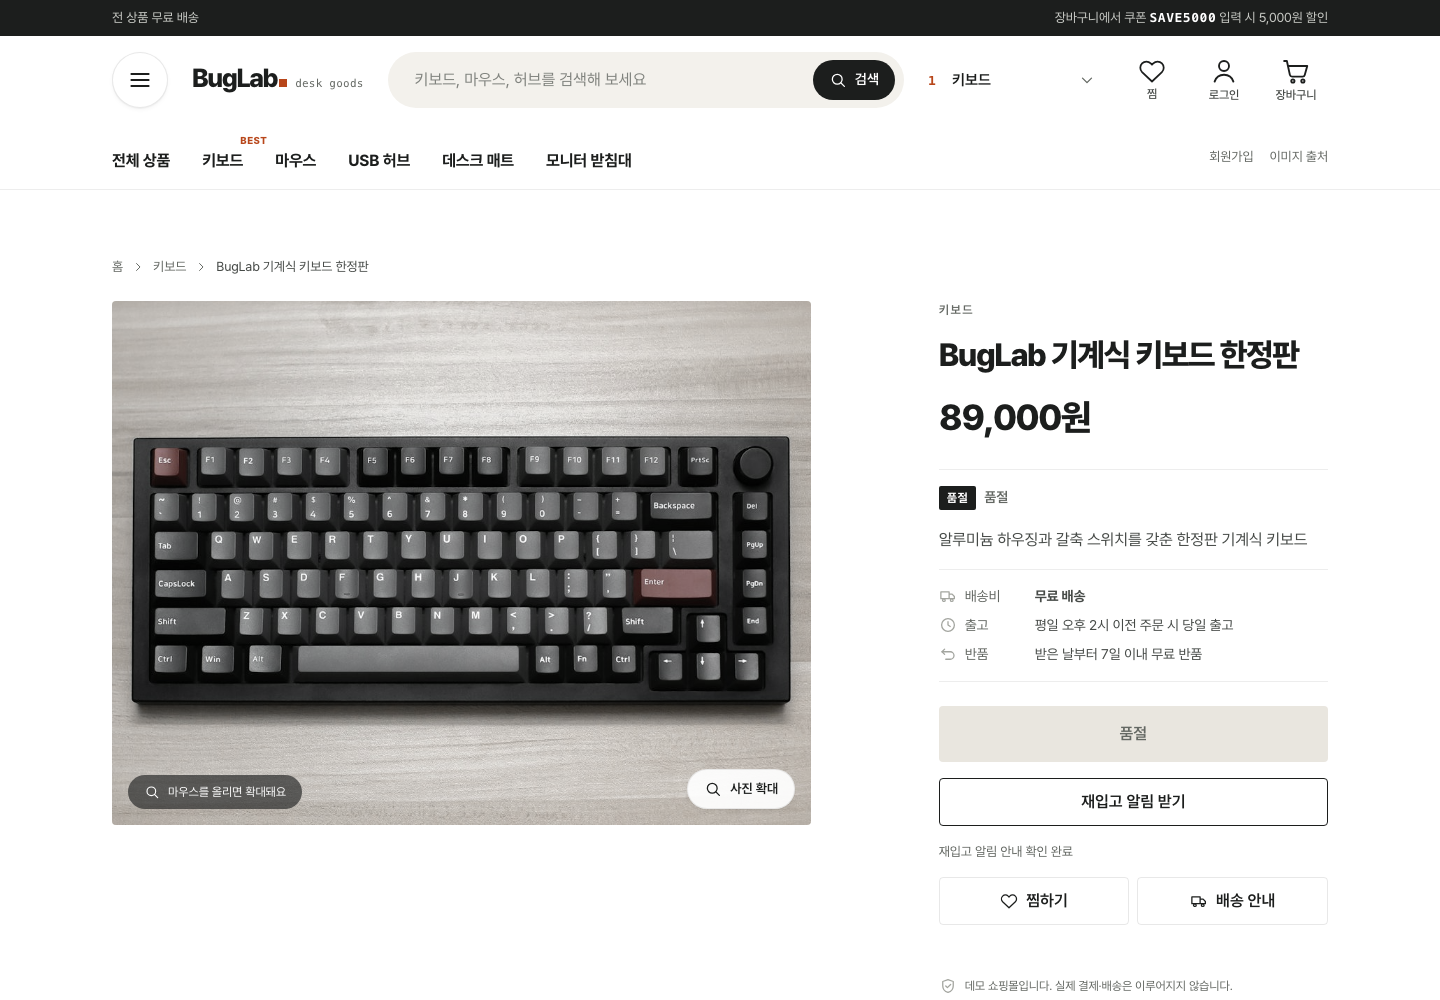 전 상품 무료 배송
장바구니에서 쿠폰 SAVE5000 입력 시 5,000원 할인
BugLab desk goods
키보드, 마우스, 허브를 검색해 보세요
검색
1 키보드
찜
로그인
장바구니
전체 상품
키보드
BEST
마우스
USB 허브
데스크 매트
모니터 받침대
회원가입
이미지 출처
홈 > 키보드 > BugLab 기계식 키보드 한정판
Esc F1 F2 F3 F4 F5 F6 F7 F8 F9 F10 F11 F12 PrtSc
~ ! @ # $ % ^ & * ( ) _ +
` 1 2 3 4 5 6 7 8 9 0 - = Backspace Del
Tab Q W E R T Y U I O P { [ } ] | \ PgUp
CapsLock A S D F G H J K L : ; " ' Enter PgDn
Shift Z X C V B N M < , > . ? / Shift ↑ End
Ctrl Win Alt Alt Fn Ctrl ← ↓ →
마우스를 올리면 확대돼요
사진 확대
키보드
BugLab 기계식 키보드 한정판
89,000원
품절 품절
알루미늄 하우징과 갈축 스위치를 갖춘 한정판 기계식 키보드
배송비 무료 배송
출고 평일 오후 2시 이전 주문 시 당일 출고
반품 받은 날부터 7일 이내 무료 반품
품절
재입고 알림 받기
재입고 알림 안내 확인 완료
찜하기
배송 안내
데모 쇼핑몰입니다. 실제 결제·배송은 이루어지지 않습니다.